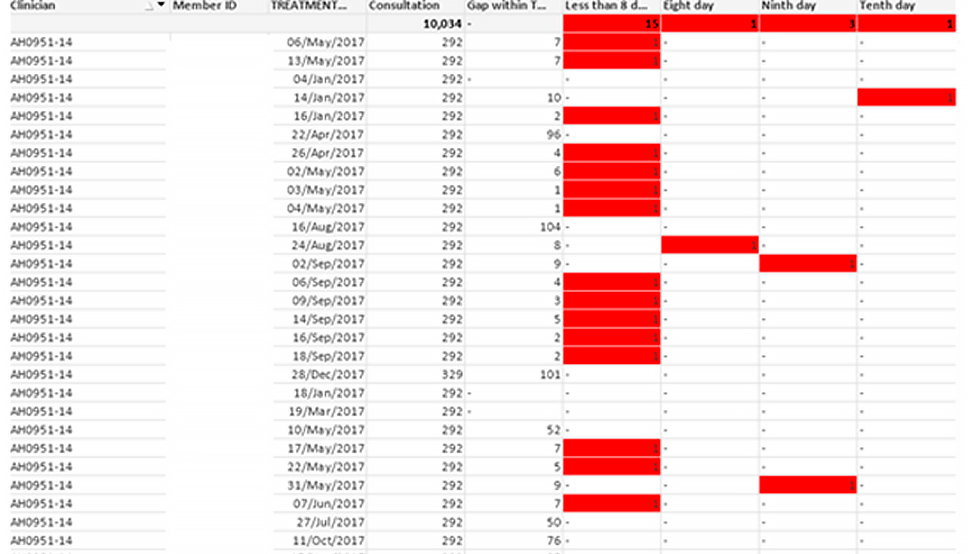 Clinician Member ID TREATMENT... Consultation Gap within T... Less than 8 d... Eight day Ninth day Tenth day
10,034 - 15 1 3 1
AH0951-14 06/May/2017 292 7 1 - - -
AH0951-14 13/May/2017 292 7 1 - - -
AH0951-14 04/Jan/2017 292 - - - - -
AH0951-14 14/Jan/2017 292 10 - - - 1
AH0951-14 16/Jan/2017 292 2 1 - - -
AH0951-14 22/Apr/2017 292 96 - - - -
AH0951-14 26/Apr/2017 292 4 1 - - -
AH0951-14 02/May/2017 292 6 1 - - -
AH0951-14 03/May/2017 292 1 1 - - -
AH0951-14 04/May/2017 292 1 1 - - -
AH0951-14 16/Aug/2017 292 104 - - - -
AH0951-14 24/Aug/2017 292 8 - 1 - -
AH0951-14 02/Sep/2017 292 9 - - 1 -
AH0951-14 06/Sep/2017 292 4 1 - - -
AH0951-14 09/Sep/2017 292 3 1 - - -
AH0951-14 14/Sep/2017 292 5 1 - - -
AH0951-14 16/Sep/2017 292 2 1 - - -
AH0951-14 18/Sep/2017 292 2 1 - - -
AH0951-14 28/Dec/2017 329 101 - - - -
AH0951-14 18/Jan/2017 292 - - - - -
AH0951-14 19/Mar/2017 292 - - - - -
AH0951-14 10/May/2017 292 52 - - - -
AH0951-14 17/May/2017 292 7 1 - - -
AH0951-14 22/May/2017 292 5 1 - - -
AH0951-14 31/May/2017 292 9 - - 1 -
AH0951-14 07/Jun/2017 292 7 1 - - -
AH0951-14 27/Jul/2017 292 50 - - - -
AH0951-14 11/Oct/2017 292 76 - - - -